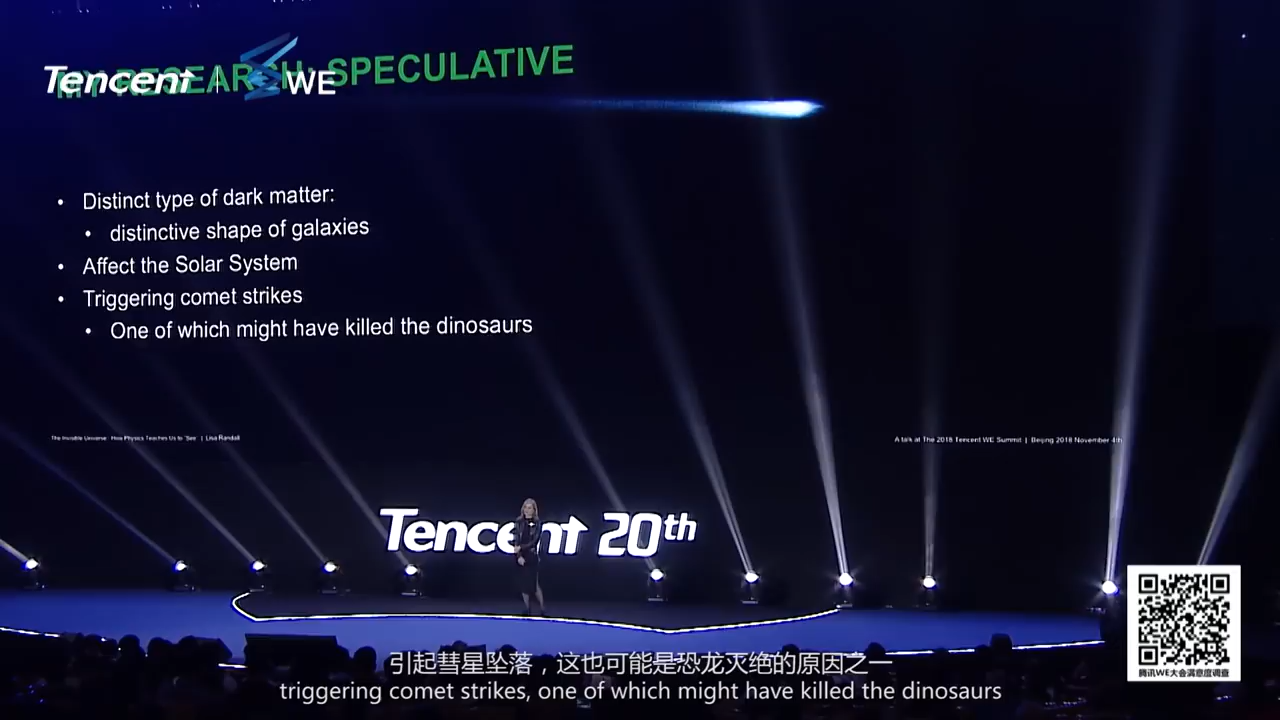 MY RESEARCH: SPECULATIVE
Tencent | WE
• Distinct type of dark matter:
• distinctive shape of galaxies
• Affect the Solar System
• Triggering comet strikes
• One of which might have killed the dinosaurs
The Invisible Universe: How Physics Teaches Us to "See" | Lisa Randall
A talk at The 2018 Tencent WE Summit | Beijing 2018 November 4th
Tencent 20th
腾讯WE大会满意度调查
引起彗星坠落，这也可能是恐龙灭绝的原因之一
triggering comet strikes, one of which might have killed the dinosaurs